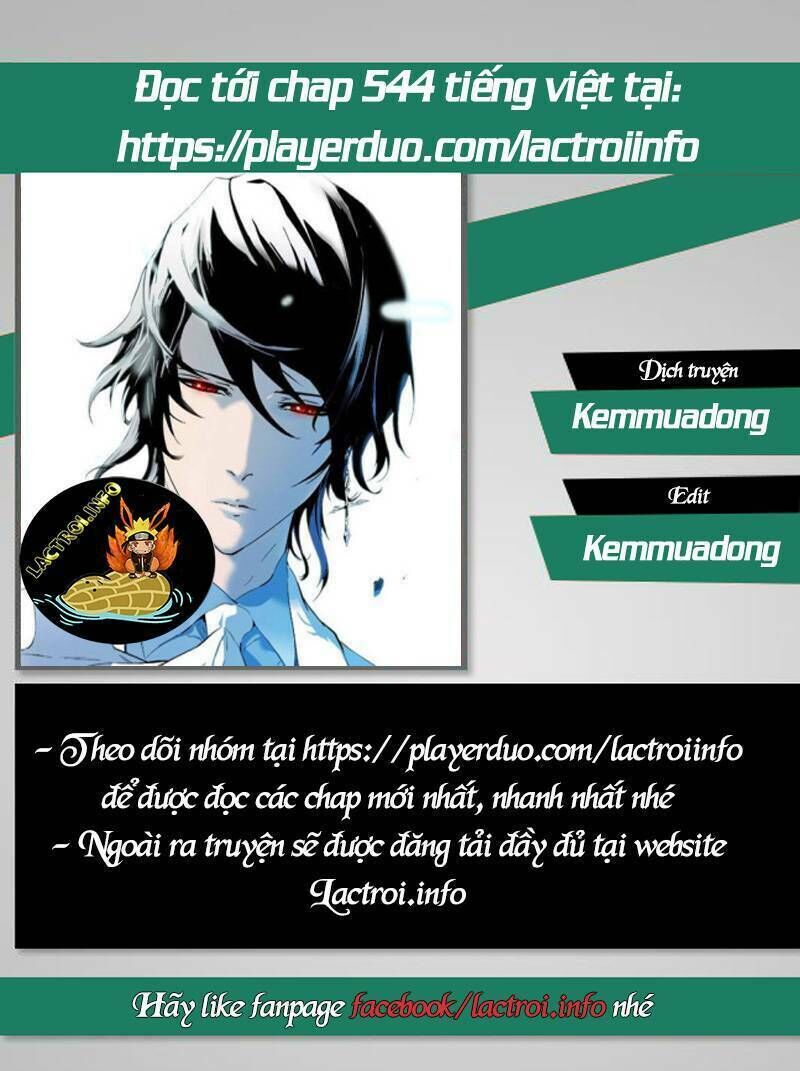 Đọc tới chap 544 tiếng việt tại:
https://playerduo.com/lactroiinfo
Dịch truyện
Kemmuadong
Edit
Kemmuadong
LACTROI.INFO
- Theo dõi nhóm tại https://playerduo.com/lactroiinfo
để được đọc các chap mới nhất, nhanh nhất nhé
- Ngoài ra truyện sẽ được đăng tải đầy đủ tại website
Lactroi.info
Hãy like fanpage facebook/lactroi.info nhé